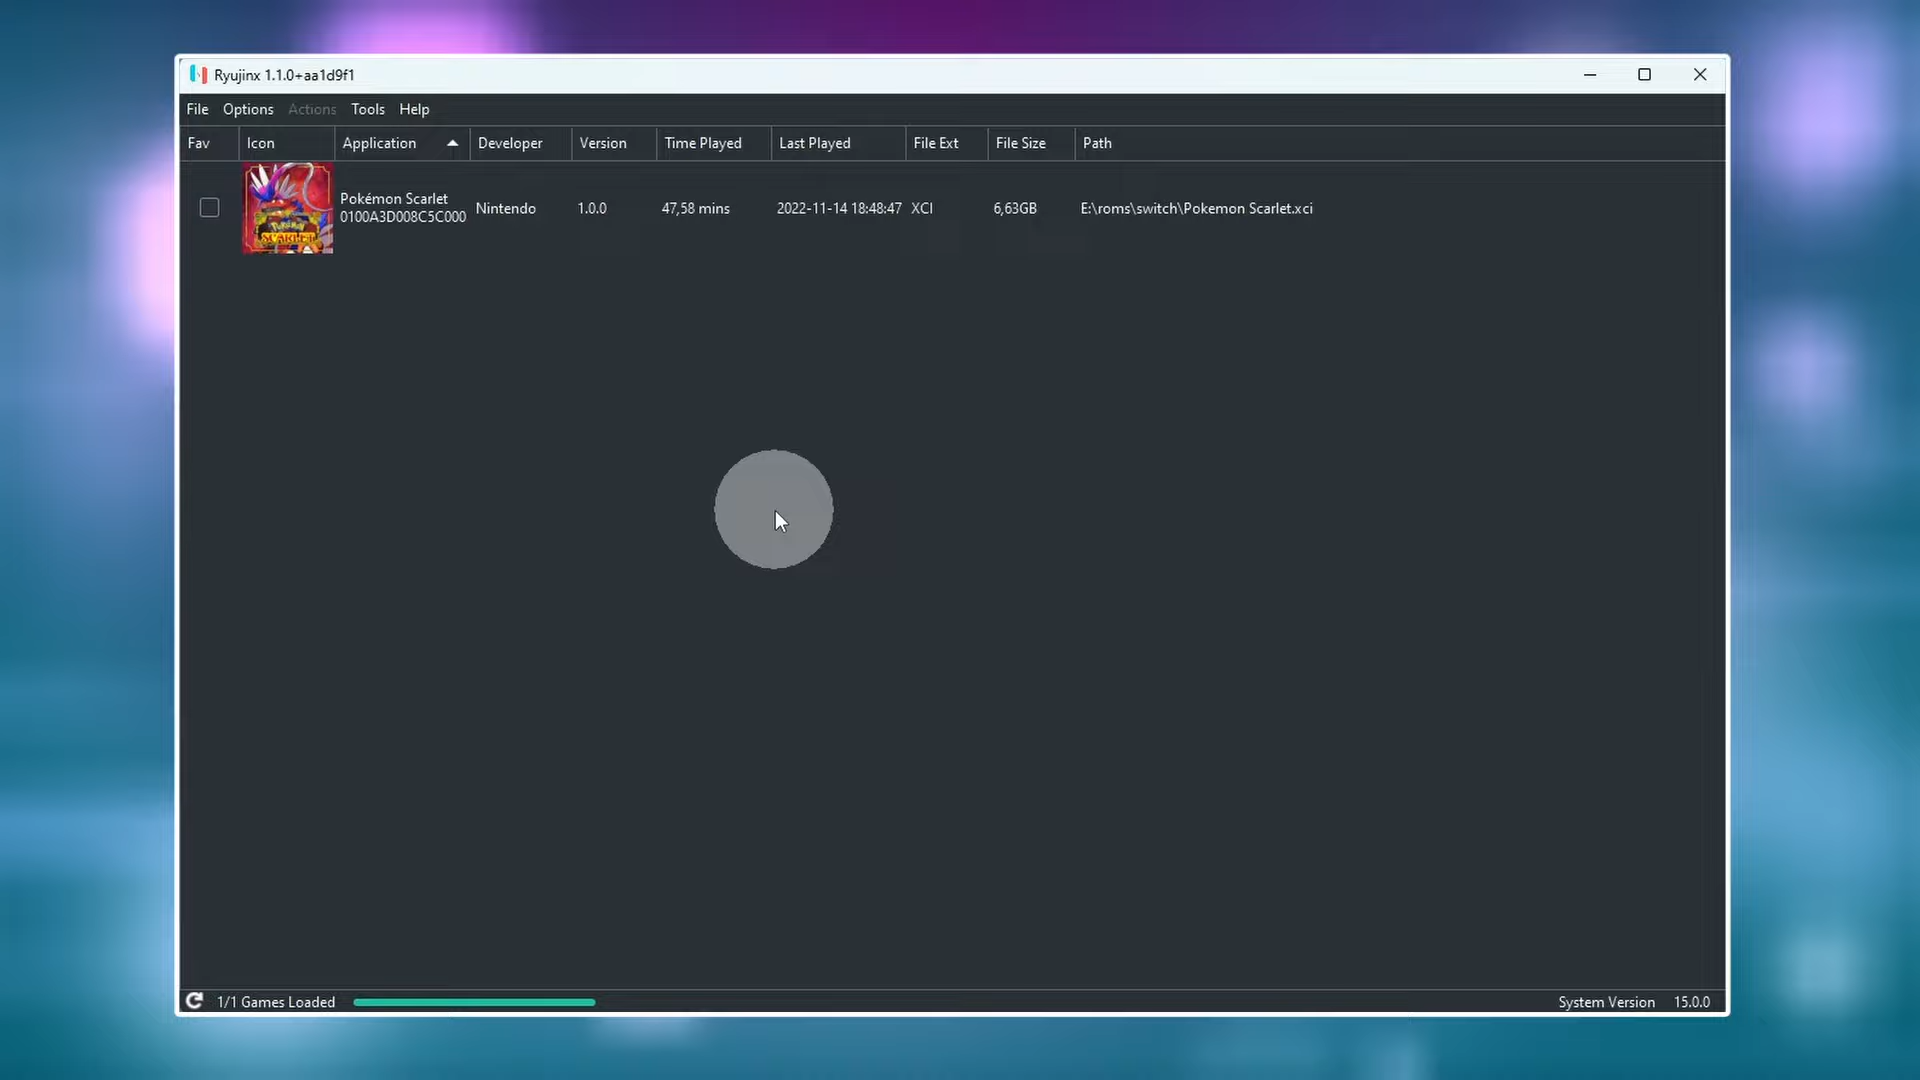 Ryujinx 1.1.0+aa1d9f1
File Options Actions Tools Help
Fav Icon Application Developer Version Time Played Last Played File Ext File Size Path
Pokémon Scarlet
0100A3D008C5C000 Nintendo 1.0.0 47,58 mins 2022-11-14 18:48:47 XCI 6,63GB E:\roms\switch\Pokemon Scarlet.xci
POKÉMON
SCARLET
1/1 Games Loaded System Version 15.0.0